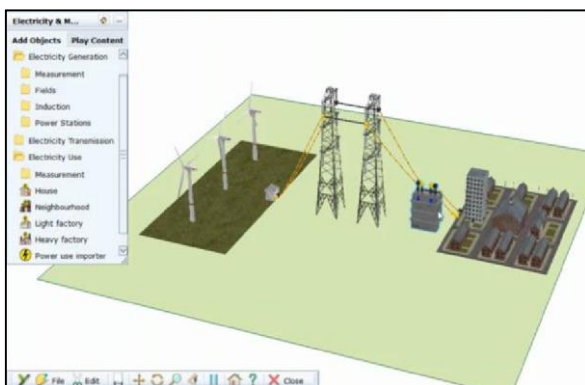 Electricity & M...
Add Objects Play Content
Electricity Generation
Measurement
Fields
Induction
Power Stations
Electricity Transmission
Electricity Use
Measurement
House
Neighbourhood
Light factory
Heavy factory
Power use importer
File Edit ? Close